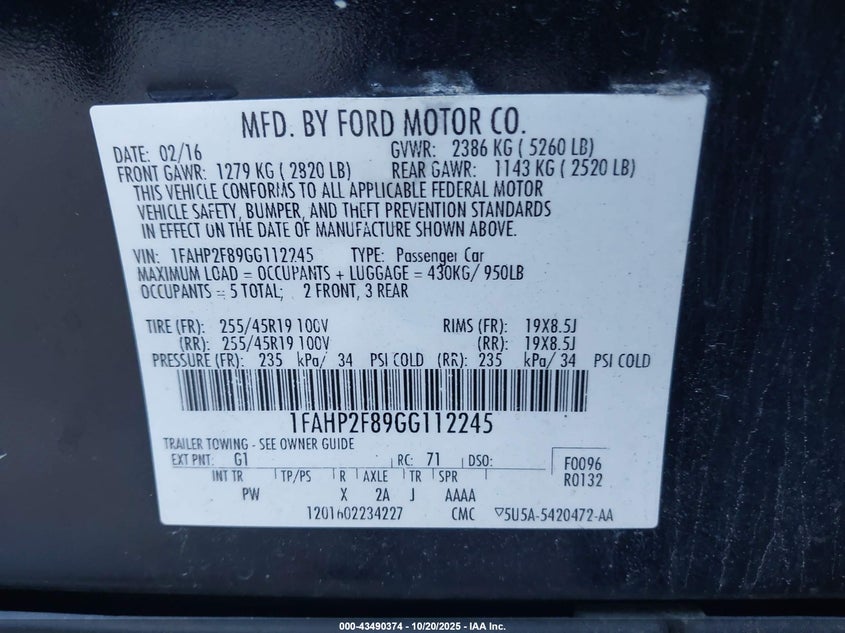 MFD. BY FORD MOTOR CO.
DATE: 02/16 GVWR: 2386 KG ( 5260 LB)
FRONT GAWR: 1279 KG ( 2820 LB) REAR GAWR: 1143 KG ( 2520 LB)
THIS VEHICLE CONFORMS TO ALL APPLICABLE FEDERAL MOTOR
VEHICLE SAFETY, BUMPER, AND THEFT PREVENTION STANDARDS
IN EFFECT ON THE DATE OF MANUFACTURE SHOWN ABOVE.
VIN: 1FAHP2F89GG112245 TYPE: Passenger Car
MAXIMUM LOAD = OCCUPANTS + LUGGAGE = 430KG/ 950LB
OCCUPANTS = 5 TOTAL; 2 FRONT, 3 REAR
TIRE (FR): 255/45R19 100V RIMS (FR): 19X8.5J
(RR): 255/45R19 100V (RR): 19X8.5J
PRESSURE (FR): 235 kPa/ 34 PSI COLD (RR): 235 kPa/ 34 PSI COLD
1FAHP2F89GG112245
TRAILER TOWING - SEE OWNER GUIDE
EXT PNT: G1 RC: 71 DSO: F0096
INT TR TP/PS R AXLE TR SPR R0132
PW X 2A J AAAA
1201602234227 CMC ▽5U5A-5420472-AA
000-43490374 - 10/20/2025 - IAA Inc.